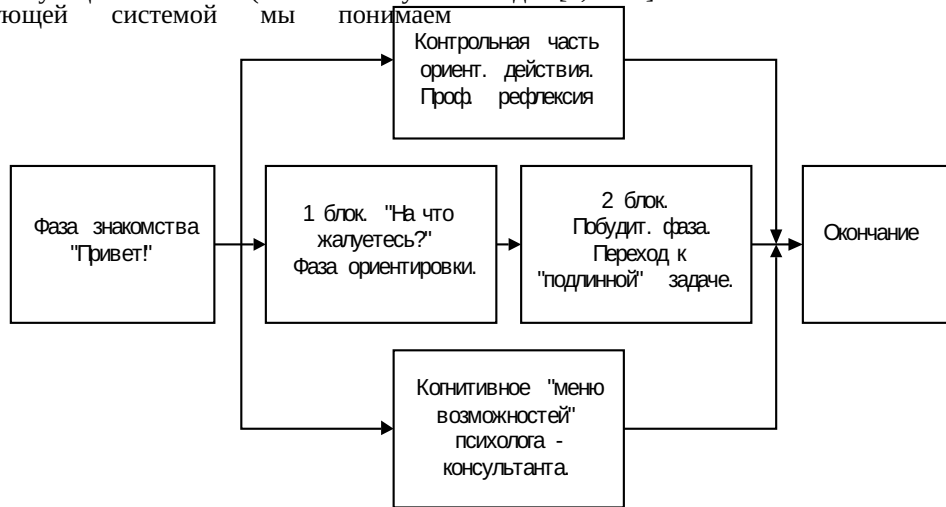 ующей системой мы понимаем
Контрольная часть
ориент. действия.
Проф. рефлексия
Фаза знакомства
"Привет!"
1 блок. "На что
жалуетесь?"
Фаза ориентировки.
2 блок.
Побудит. фаза.
Переход к
"подлинной" задаче.
Окончание
Когнитивное "меню
возможностей"
психолога -
консультанта.